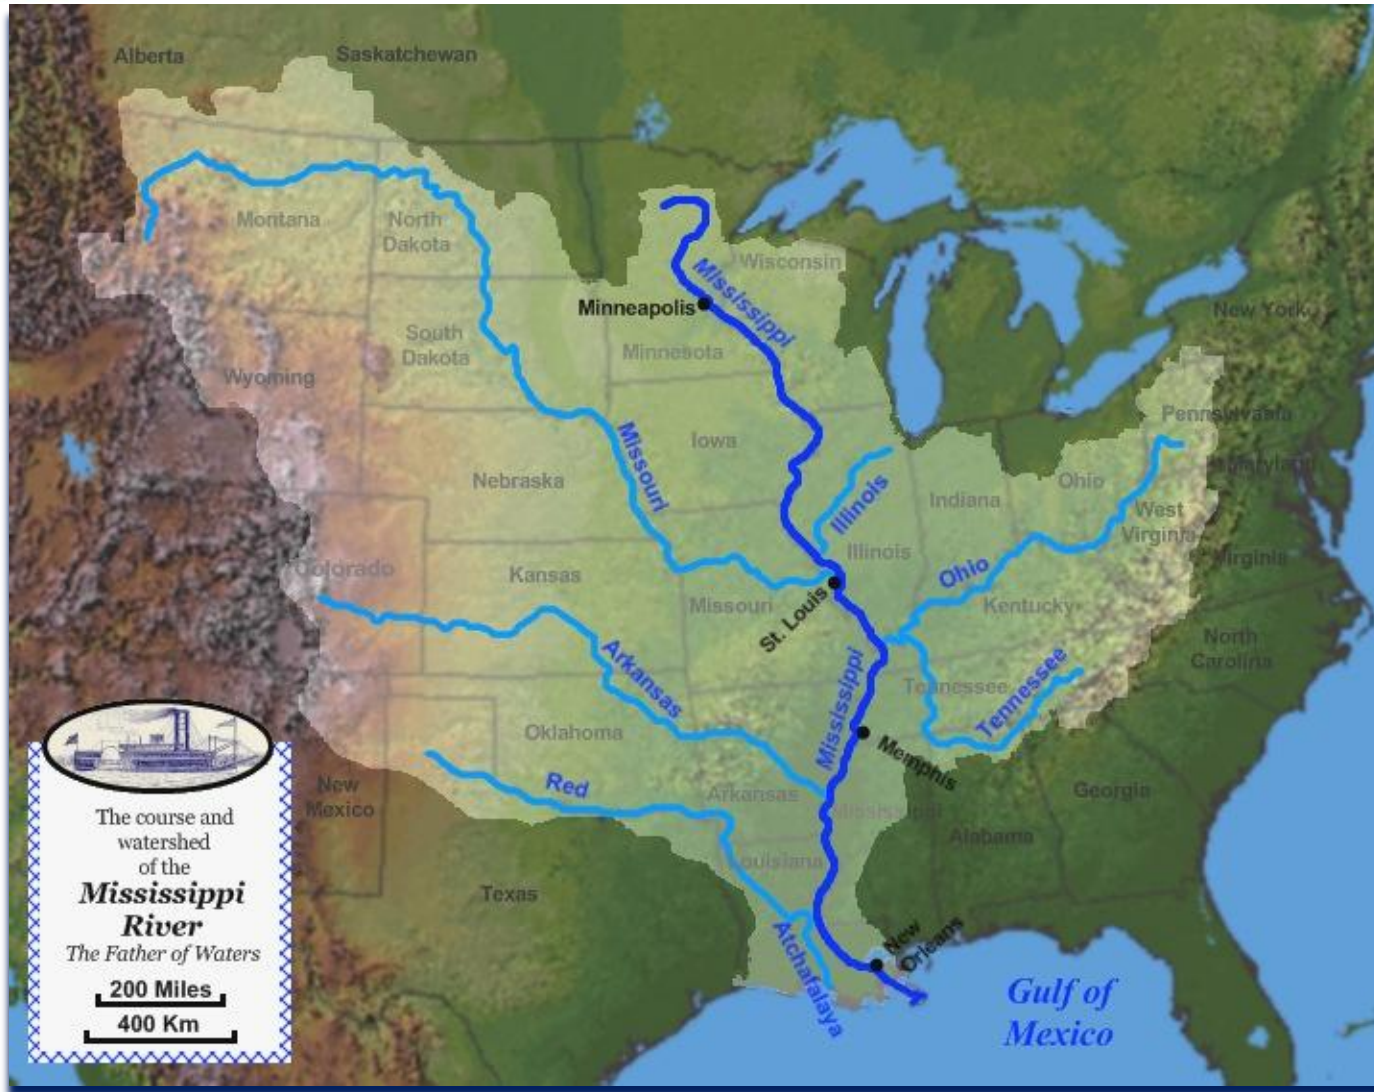 Alberta
Saskatchewan
Montana
North
Dakota
Wisconsin
Mississippi
Minneapolis
New York
South
Dakota
Minnesota
Wyoming
Pennsylvania
Iowa
Missouri
Maryland
Nebraska
Illinois
Indiana
Ohio
West
Virginia
Illinois
Virginia
Colorado
Kansas
Ohio
Missouri
St. Louis
Kentucky
North
Carolina
Arkansas
Mississippi
Tennessee
Tennessee
Oklahoma
Memphis
Red
New
Mexico
Arkansas
Mississippi
Georgia
Alabama
Louisiana
Texas
Atchafalaya
New
Orleans
Gulf of
Mexico
The course and
watershed
of the
Mississippi
River
The Father of Waters
200 Miles
400 Km